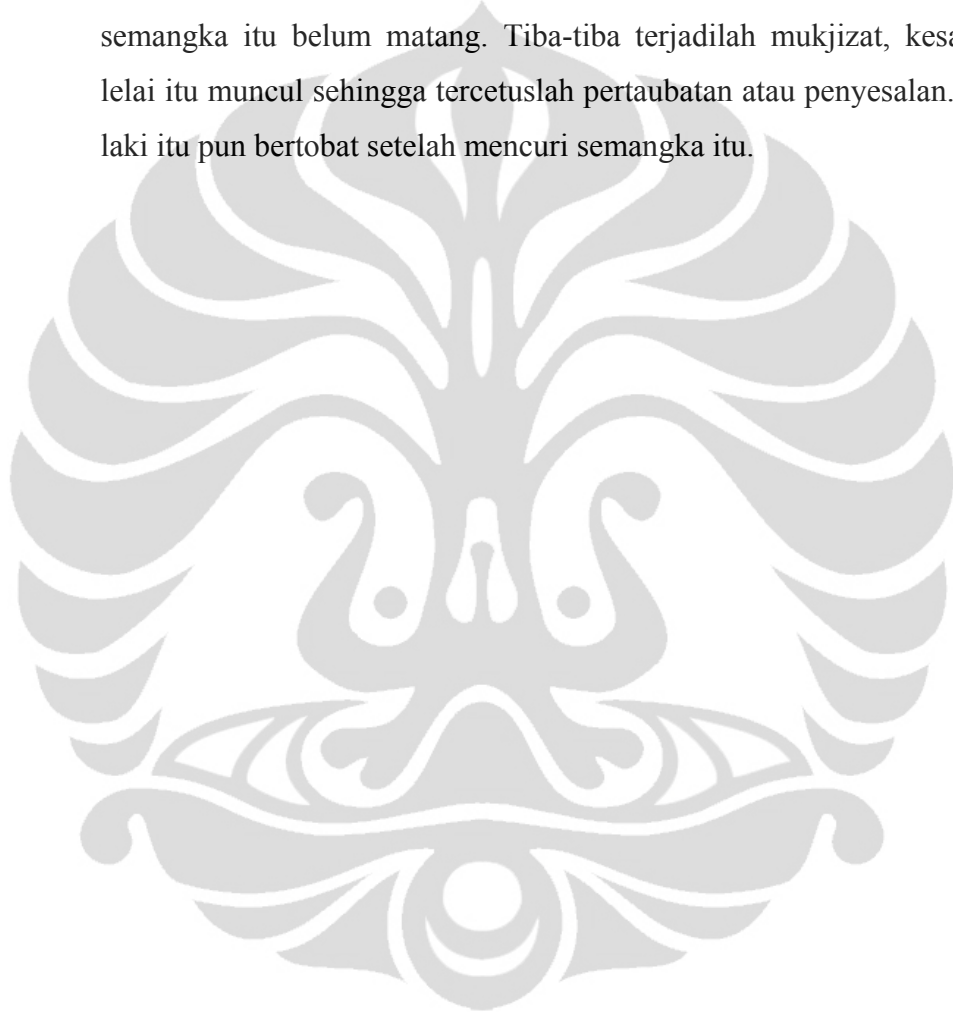 semangka itu belum matang. Tiba-tiba terjadilah mukjizat, kesa
lelai itu muncul sehingga tercetuslah pertaubatan atau penyesalan.
laki itu pun bertobat setelah mencuri semangka itu.